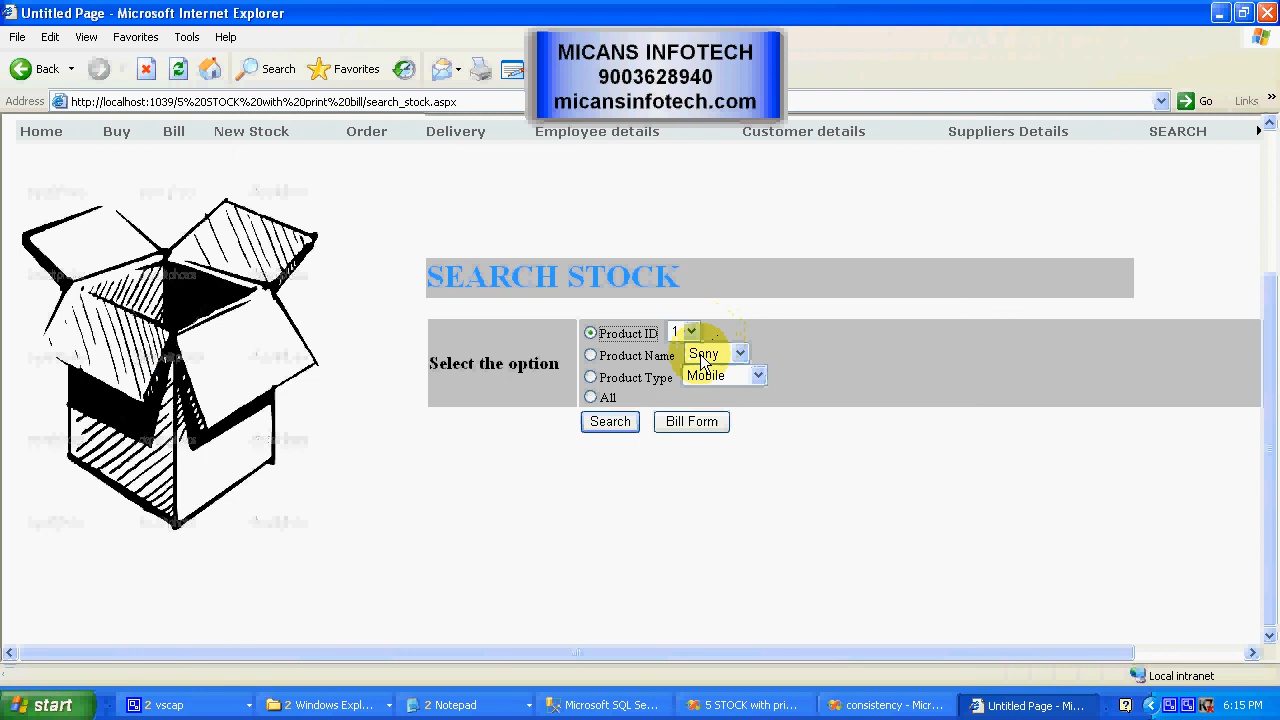 Untitled Page - Microsoft Internet Explorer
File Edit View Favorites Tools Help
MICANS INFOTECH
9003628940
micansinfotech.com
Back Search Favorites
Address http://localhost:1039/5%20STOCK%20with%20print%20bill/search_stock.aspx Go Links »
Home Buy Bill New Stock Order Delivery Employee details Customer details Suppliers Details SEARCH
SEARCH STOCK
Select the option
Product ID 1
Product Name Sony
Product Type Mobile
All
Search Bill Form
Local intranet
start 2 vscap 2 Windows Expl... 2 Notepad Microsoft SQL Se... 5 STOCK with pri... consistency - Micr... Untitled Page - Mi... 6:15 PM